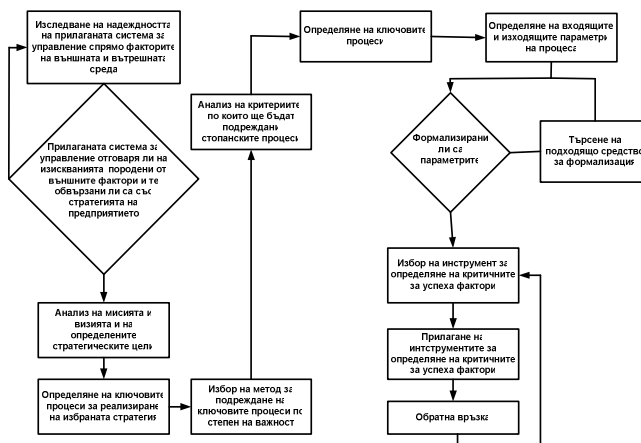 Изследване на надеждността
на прилаганата система за
управление спрямо факторите
на външната и вътрешната
среда
Прилаганата система за
управление отговаря ли на
изискванията породени от
външните фактори и те
обвързани ли са със
стратегията на
предприятието
Анализ на мисията и
визията и на
определените
стратегическите цели
Определяне на ключовите
процеси за реализиране
на избраната стратегия
Избор на метод за
подреждане на
ключовите процеси по
степен на важност
Анализ на критериите
по които ще бъдат
подреждани
стопанските процеси
Определяне на ключовите
процеси
Определяне на входящите
и изходящите параметри
на процеса
Формализирани
ли са
параметрите
Търсене на
подходящо средство
за формализация
Избор на инструмент за
определяне на критичните
за успеха фактори
Прилагане на
интструментите за
определяне на критичните
за успеха фактори
Обратна връзка